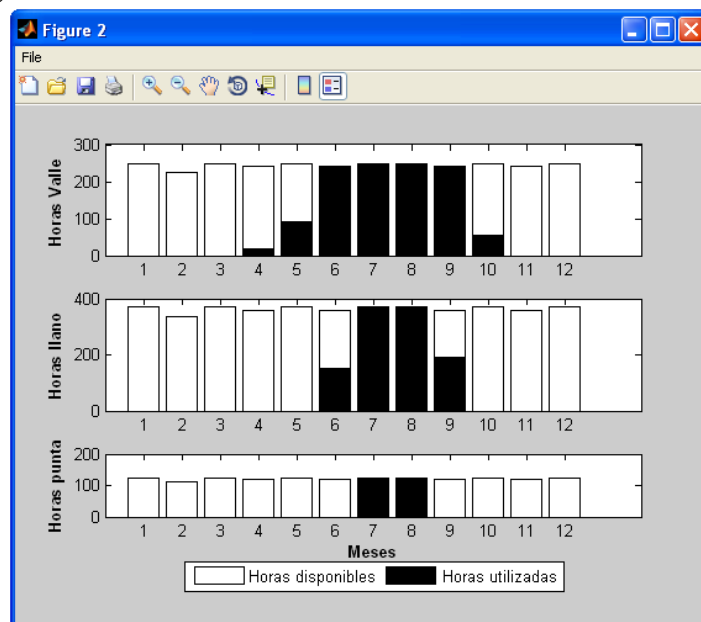 Figure 2
File
Horas Valle
300
200
100
0
1 2 3 4 5 6 7 8 9 10 11 12
Horas llano
400
200
0
1 2 3 4 5 6 7 8 9 10 11 12
Horas punta
200
100
0
1 2 3 4 5 6 7 8 9 10 11 12
Meses
Horas disponibles Horas utilizadas